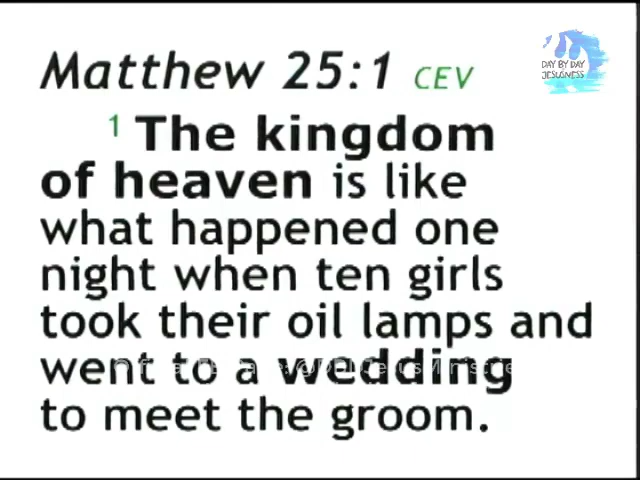 Matthew 25:1 CEV
DAY BY DAY
JESUSNESS
1 The kingdom
of heaven is like
what happened one
night when ten girls
took their oil lamps and
went to a wedding
to meet the groom.